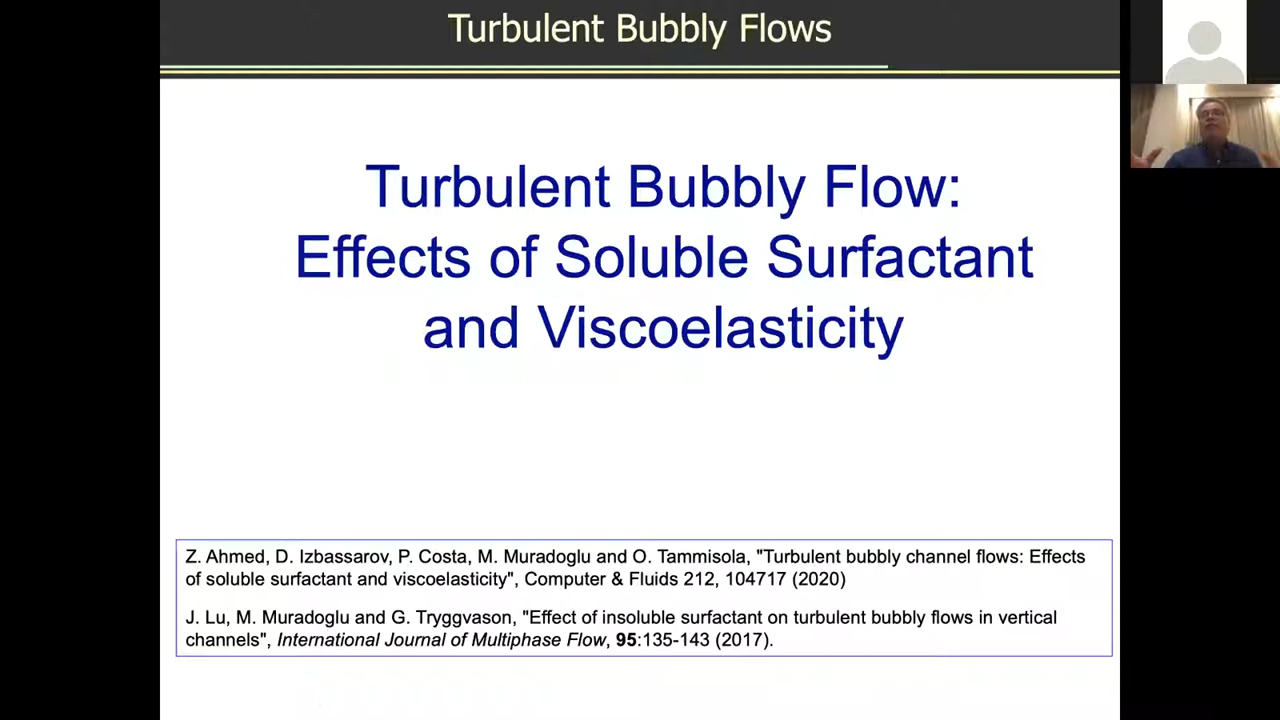 Turbulent Bubbly Flows
Turbulent Bubbly Flow:
Effects of Soluble Surfactant
and Viscoelasticity
Z. Ahmed, D. Izbassarov, P. Costa, M. Muradoglu and O. Tammisola, "Turbulent bubbly channel flows: Effects
of soluble surfactant and viscoelasticity", Computer & Fluids 212, 104717 (2020)
J. Lu, M. Muradoglu and G. Tryggvason, "Effect of insoluble surfactant on turbulent bubbly flows in vertical
channels", International Journal of Multiphase Flow, 95:135-143 (2017).